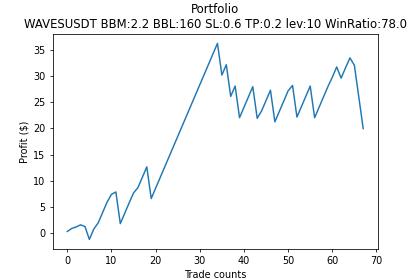 Portfolio
WAVESUSDT BBM:2.2 BBL:160 SL:0.6 TP:0.2 lev:10 WinRatio:78.0
Profit ($)
35
30
25
20
15
10
5
0
0 10 20 30 40 50 60 70
Trade counts